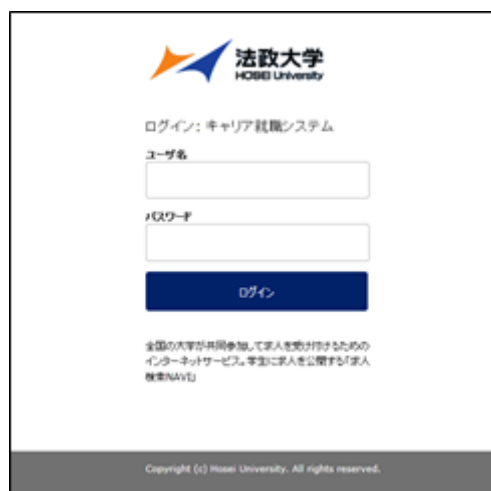 法政大学
HOSEI University
ログイン: キャリア就職システム
ユーザ名
パスワード
ログイン
全国の大学が共同参加して求人を受け付けるための
インターネットサービス。学生に求人を公開する「求人
検索NAVI」
Copyright (c) Hosei University. All rights reserved.